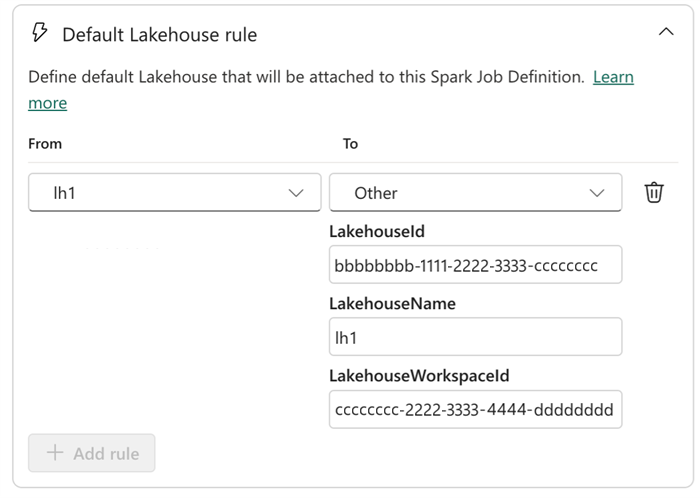 Default Lakehouse rule
Define default Lakehouse that will be attached to this Spark Job Definition. Learn
more
From To
lh1 Other
LakehouseId
bbbbbbbb-1111-2222-3333-cccccccc
LakehouseName
lh1
LakehouseWorkspaceId
cccccccc-2222-3333-4444-dddddddd
Add rule